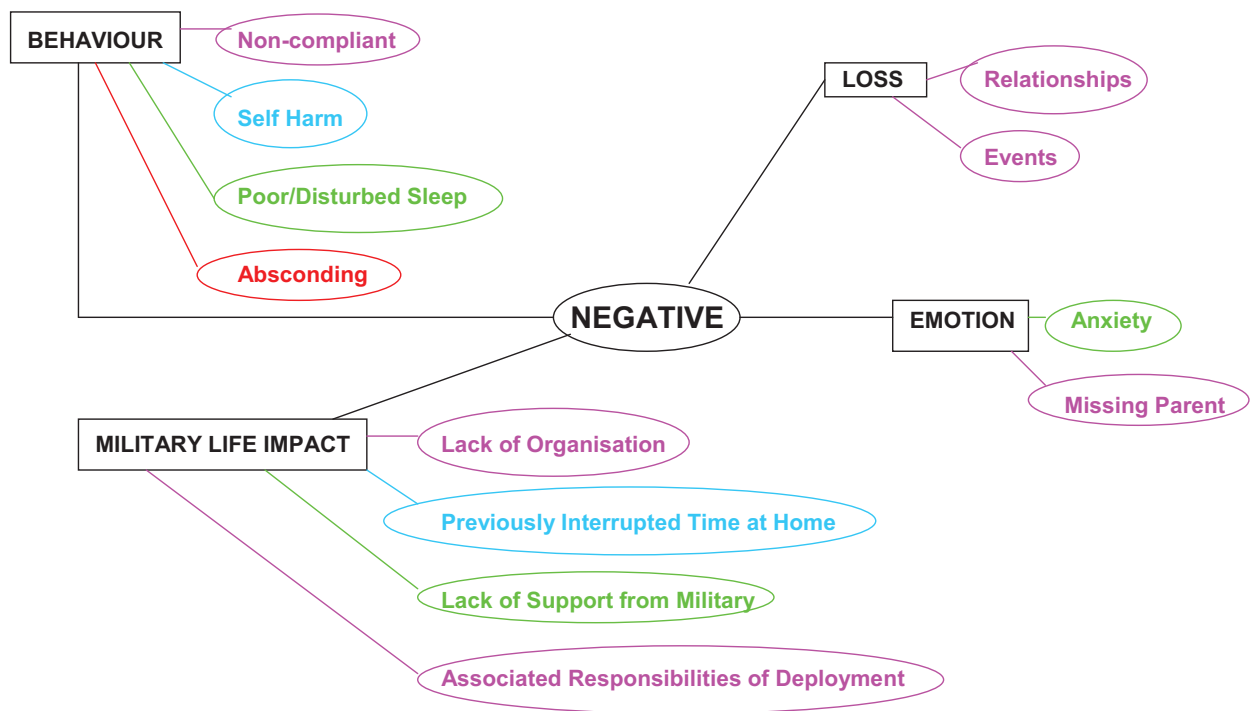 BEHAVIOUR
Non-compliant
Self Harm
Poor/Disturbed Sleep
Absconding
LOSS
Relationships
Events
NEGATIVE
EMOTION
Anxiety
Missing Parent
MILITARY LIFE IMPACT
Lack of Organisation
Previously Interrupted Time at Home
Lack of Support from Military
Associated Responsibilities of Deployment